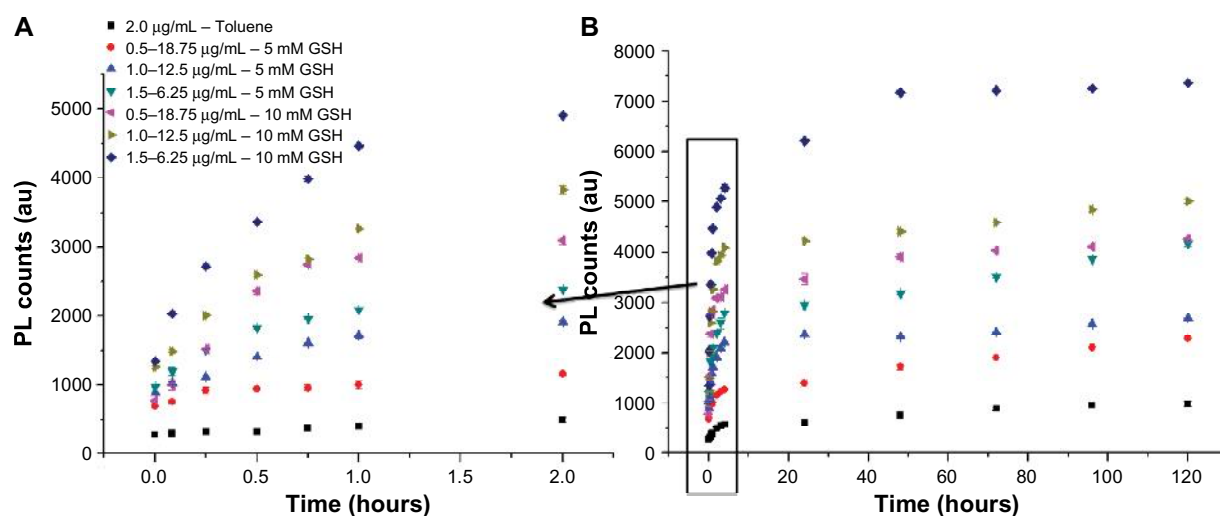 A
2.0 μg/mL – Toluene
0.5–18.75 μg/mL – 5 mM GSH
1.0–12.5 μg/mL – 5 mM GSH
1.5–6.25 μg/mL – 5 mM GSH
0.5–18.75 μg/mL – 10 mM GSH
1.0–12.5 μg/mL – 10 mM GSH
1.5–6.25 μg/mL – 10 mM GSH
PL counts (au)
5000
4000
3000
2000
1000
0
0.0 0.5 1.0 1.5 2.0
Time (hours)
B
PL counts (au)
8000
7000
6000
5000
4000
3000
2000
1000
0
0 20 40 60 80 100 120
Time (hours)